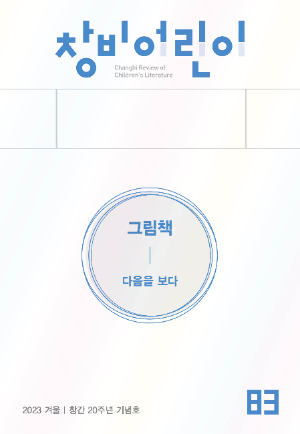 창비어린이
Changbi Review of
Children's Literature
그림책
다음을 보다
2023 겨울 | 창간 20주년 기념호
83